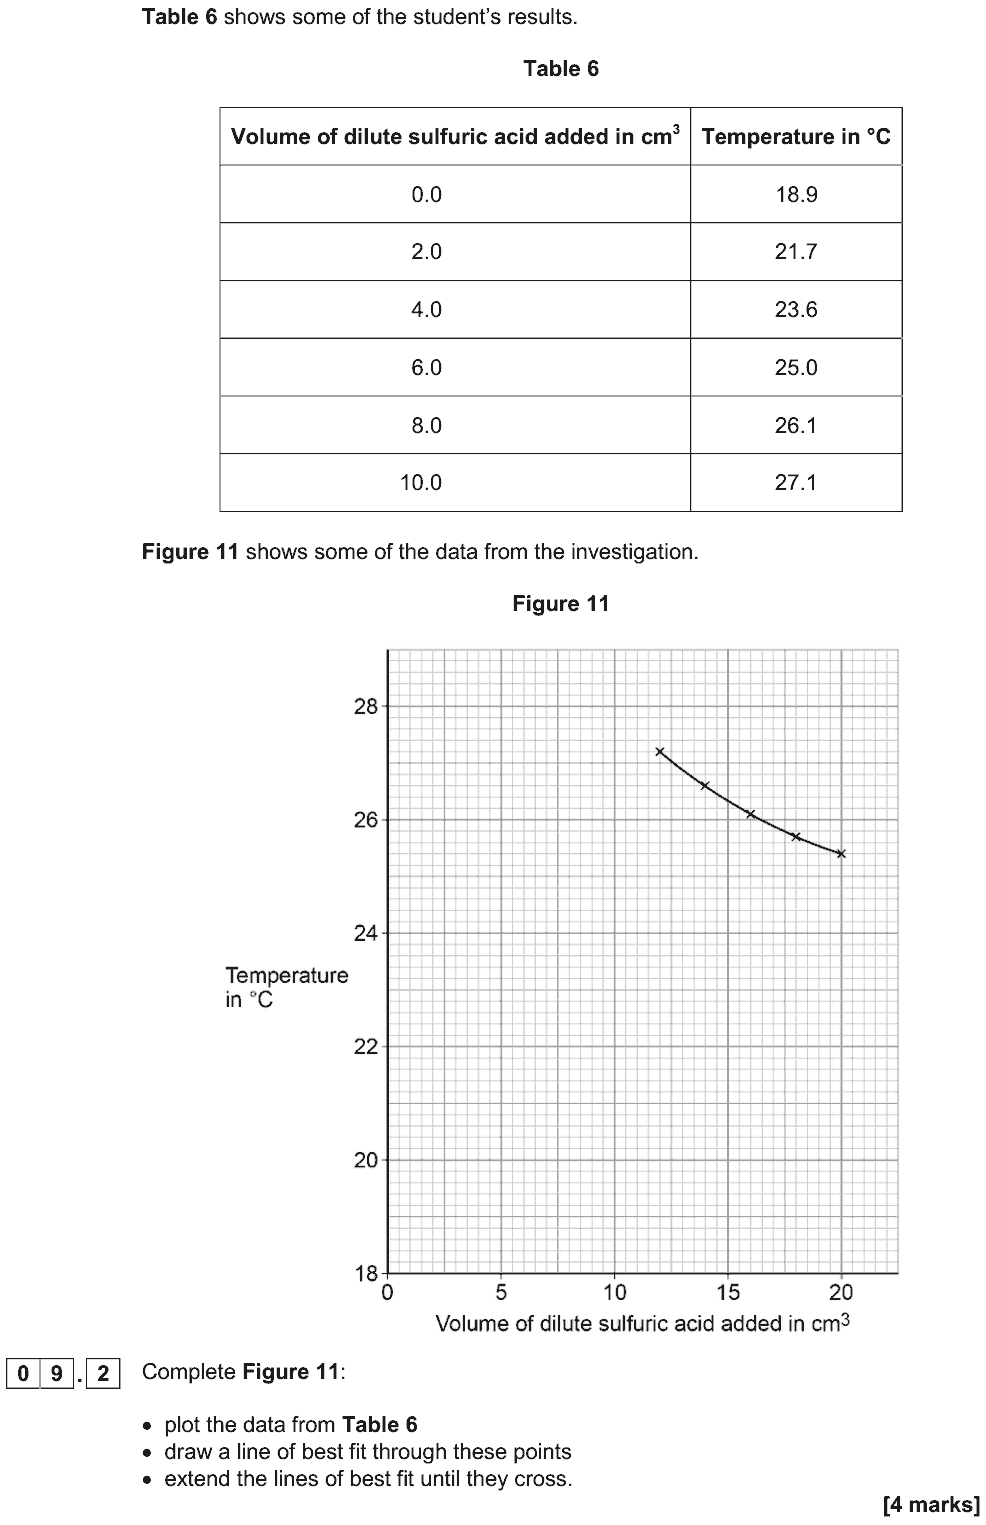 Table 6 shows some of the student’s results.
Table 6
Volume of dilute sulfuric acid added in cm³ Temperature in °C
0.0 18.9
2.0 21.7
4.0 23.6
6.0 25.0
8.0 26.1
10.0 27.1
Figure 11 shows some of the data from the investigation.
Figure 11
28
26
24
Temperature
in °C
22
20
18
0 5 10 15 20
Volume of dilute sulfuric acid added in cm³
0 9 . 2 Complete Figure 11:
• plot the data from Table 6
• draw a line of best fit through these points
• extend the lines of best fit until they cross.
[4 marks]